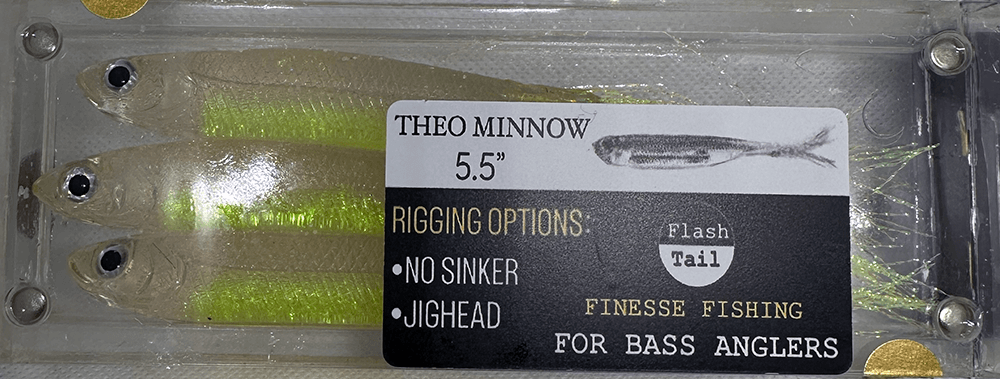 THEO MINNOW
5.5”
RIGGING OPTIONS:
•NO SINKER
•JIGHEAD
Flash
Tail
FINESSE FISHING
FOR BASS ANGLERS